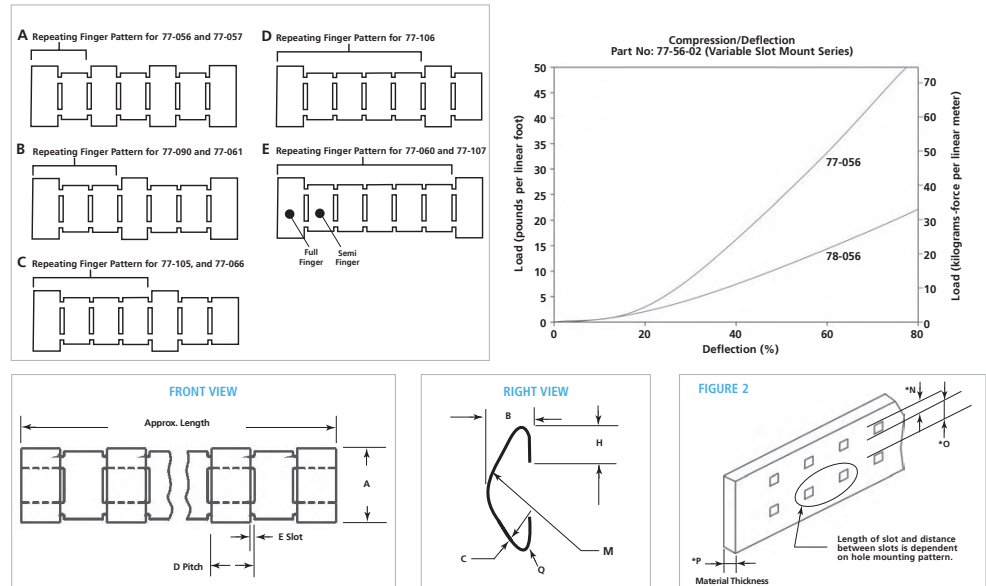 A Repeating Finger Pattern for 77-056 and 77-057
B Repeating Finger Pattern for 77-090 and 77-061
C Repeating Finger Pattern for 77-105, and 77-066
D Repeating Finger Pattern for 77-106
E Repeating Finger Pattern for 77-060 and 77-107
Full
Finger
Semi
Finger
Compression/Deflection
Part No: 77-56-02 (Variable Slot Mount Series)
Load (pounds per linear foot)
50
45
40
35
30
25
20
15
10
5
0
0
20
40
60
80
Deflection (%)
77-056
78-056
70
60
50
40
30
20
10
0
Load (kilograms -force per linear meter)
FRONT VIEW
Approx. Length
A
E Slot
D Pitch
RIGHT VIEW
B
H
C
M
Q
FIGURE 2
*N
*O
Length of slot and distance
between slots is dependent
on hole mounting pattern.
*P
Material Thickness